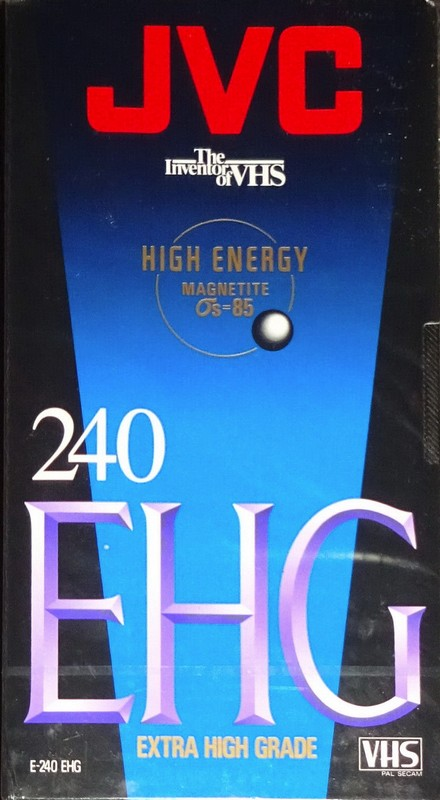 JVC
The
Inventor
of VHS
HIGH ENERGY
MAGNETITE
σs=85
240
EHG
EXTRA HIGH GRADE
E-240 EHG
VHS
PAL SECAM